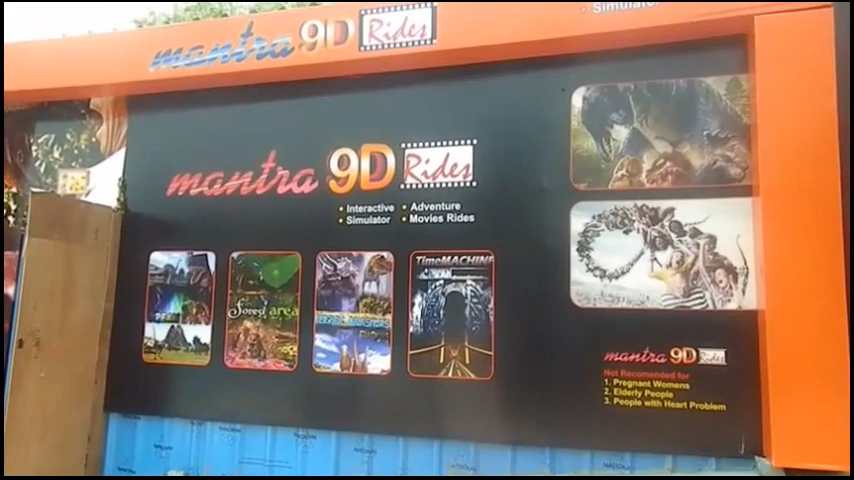 Simulator
mantra 9D Rides
mantra 9D Rides
• Interactive • Adventure
• Simulator • Movies Rides
forest area
TimeMACHINE
mantra 9D Rides
Not Recomended for
1. Pregnant Womens
2. Elderly People
3. People with Heart Problem